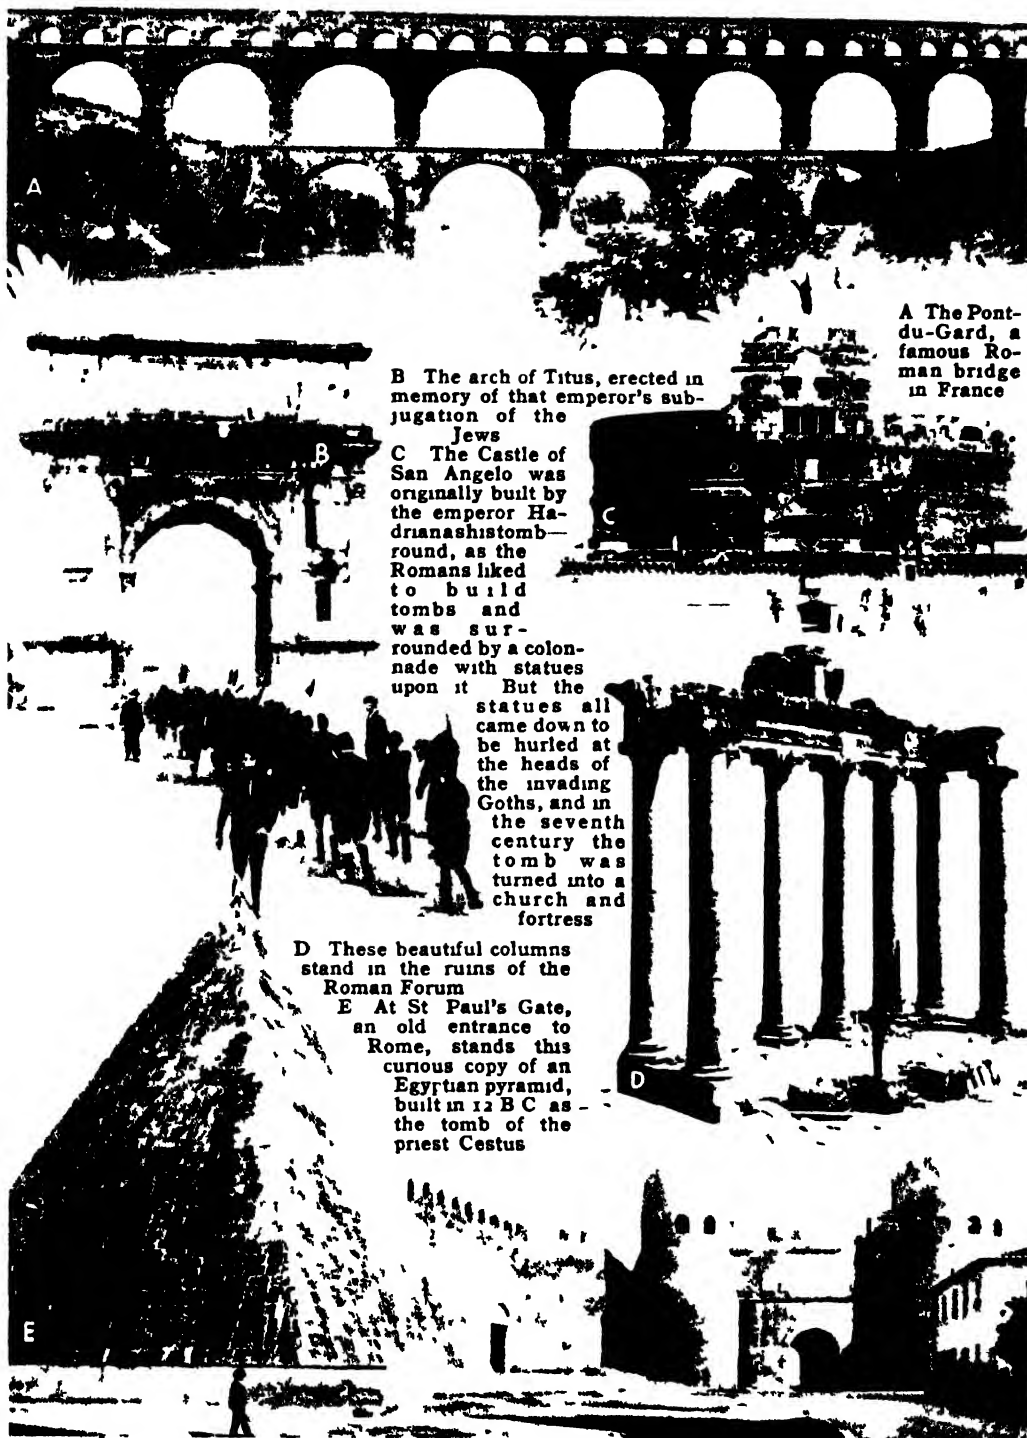 A
A The Pont-
du-Gard, a
famous Ro-
man bridge
in France
B The arch of Titus, erected in
memory of that emperor's sub-
jugation of the
Jews
C The Castle of
San Angelo was
originally built by
the emperor Ha-
drianashistomb—
round, as the
Romans liked
to build
tombs and
was sur-
rounded by a colon-
nade with statues
upon it But the
statues all
came down to
be hurled at
the heads of
the invading
Goths, and in
the seventh
century the
tomb was
turned into a
church and
fortress
B
C
D These beautiful columns
stand in the ruins of the
Roman Forum
E At St Paul's Gate,
an old entrance to
Rome, stands this
curious copy of an
Egyptian pyramid,
built in 12 B C as
the tomb of the
priest Cestus
D
E